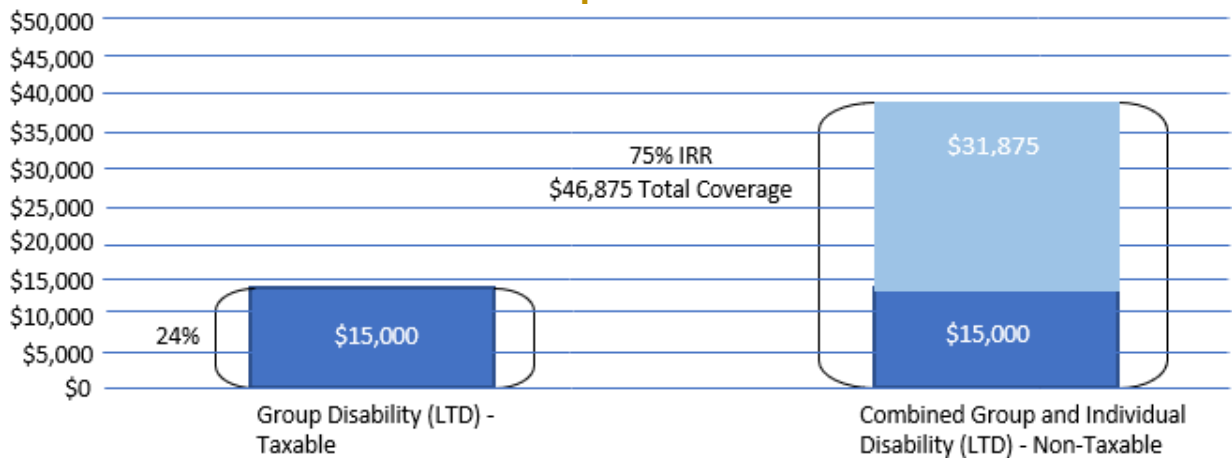 $50,000
$45,000
$40,000
$35,000
$30,000
$25,000
$20,000
$15,000
$10,000
$5,000
$0
24%
$15,000
75% IRR
$46,875 Total Coverage
$31,875
$15,000
Group Disability (LTD) -
Taxable
Combined Group and Individual
Disability (LTD) - Non-Taxable